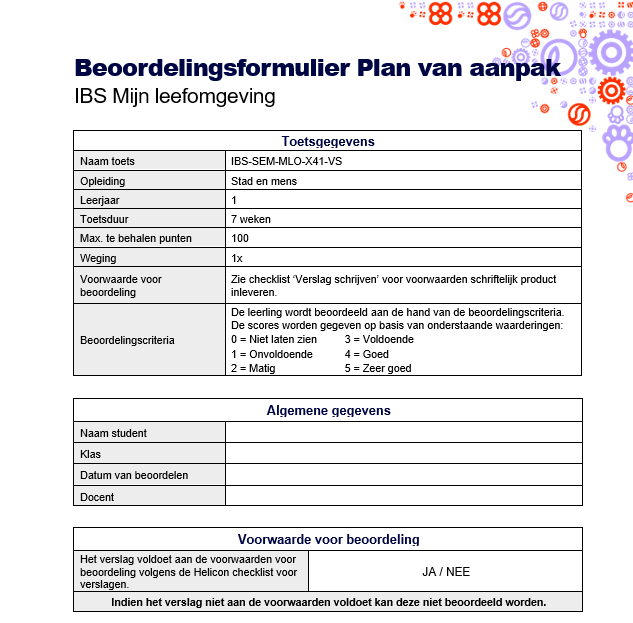 Beoordelingsformulier Plan van aanpak
IBS Mijn leefomgeving
Toetsgegevens
Naam toets IBS-SEM-MLO-X41-VS
Opleiding Stad en mens
Leerjaar 1
Toetsduur 7 weken
Max. te behalen punten 100
Weging 1x
Voorwaarde voor
beoordeling
Zie checklist ‘Verslag schrijven’ voor voorwaarden schriftelijk product
inleveren.
Beoordelingscriteria
De leerling wordt beoordeeld aan de hand van de beoordelingscriteria.
De scores worden gegeven op basis van onderstaande waarderingen:
0 = Niet laten zien 3 = Voldoende
1 = Onvoldoende 4 = Goed
2 = Matig 5 = Zeer goed
Algemene gegevens
Naam student
Klas
Datum van beoordelen
Docent
Voorwaarde voor beoordeling
Het verslag voldoet aan de voorwaarden voor
beoordeling volgens de Helicon checklist voor
verslagen.
JA / NEE
Indien het verslag niet aan de voorwaarden voldoet kan deze niet beoordeeld worden.